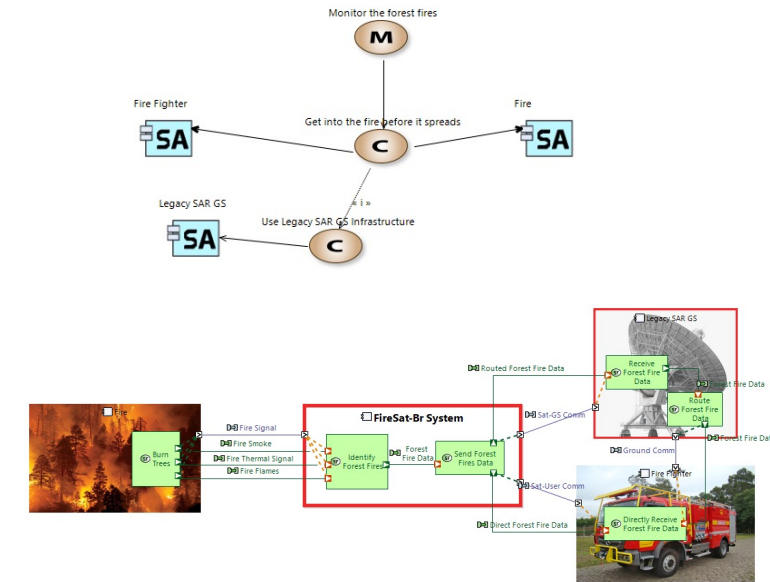 Monitor the forest fires
M
Fire Fighter
Fire
Get into the fire before it spreads
SA
C
SA
Legacy SAR GS
« i »
Use Legacy SAR GS Infrastructure
SA
C
Legacy SAR GS
Receive
Forest Fire
Data
Routed Forest Fire Data
Forest Fire Data
Route
Forest Fire
Data
Fire
FireSat-Br System
Sat-GS Comm
Fire Signal
Forest Fire Da
Fire Smoke
Burn
Trees
Identify
Forest Fires
Forest
Fire Data
Send Forest
Fires Data
Ground Comm
Fire Thermal Signal
Fire Flames
Fire Fighter
Sat-User Comm
Direct Forest Fire Data
Directly Receive
Forest Fire Data